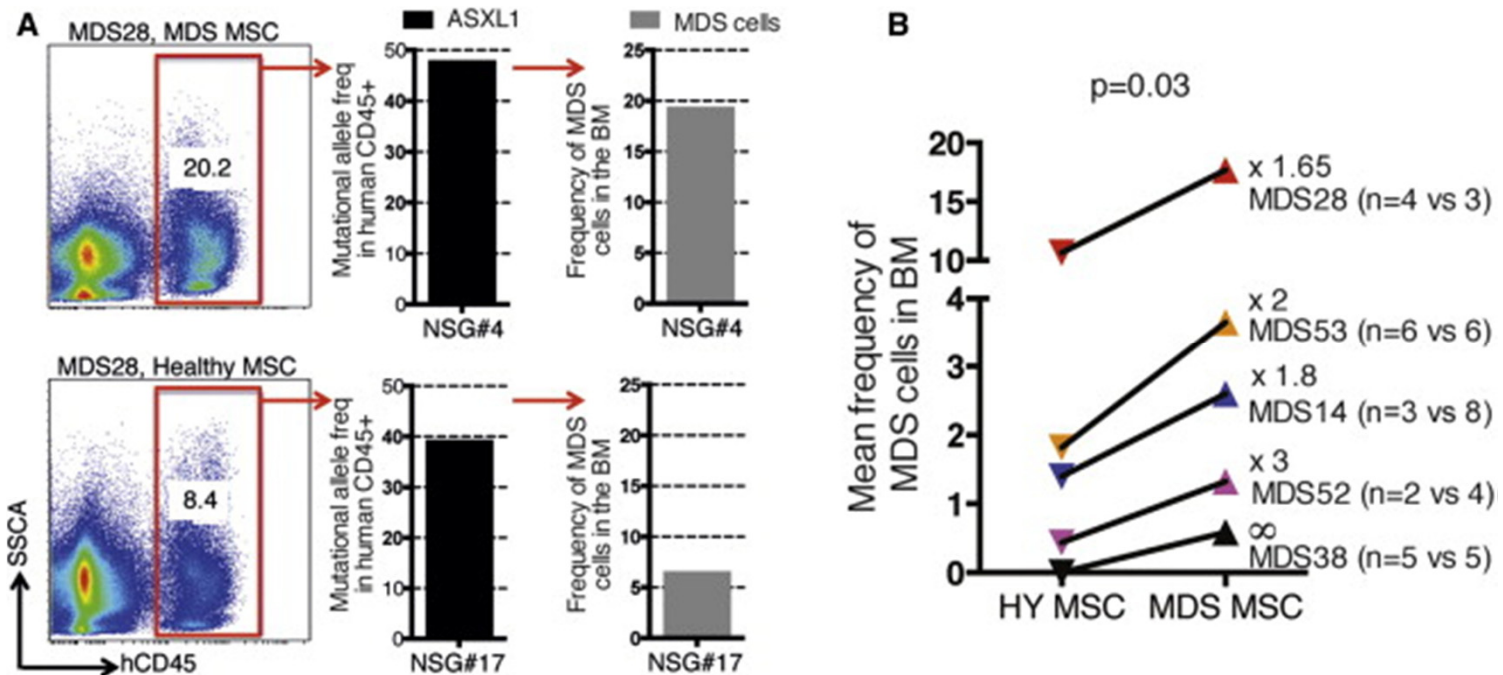 A
MDS28, MDS MSC
20.2
ASXL1
Mutational allele freq
in human CD45+
50
40
30
20
10
0
NSG#4
MDS cells
Frequency of MDS
cells in the BM
25
20
15
10
5
0
NSG#4
MDS28, Healthy MSC
8.4
SSCA
hCD45
Mutational allele freq
in human CD45+
50
40
30
20
10
0
NSG#17
Frequency of MDS
cells in the BM
25
20
15
10
5
0
NSG#17
B
p=0.03
Mean frequency of
MDS cells in BM
20
15
10
4
3
2
1
0
x 1.65
MDS28 (n=4 vs 3)
x 2
MDS53 (n=6 vs 6)
x 1.8
MDS14 (n=3 vs 8)
x 3
MDS52 (n=2 vs 4)
∞
MDS38 (n=5 vs 5)
HY MSC MDS MSC